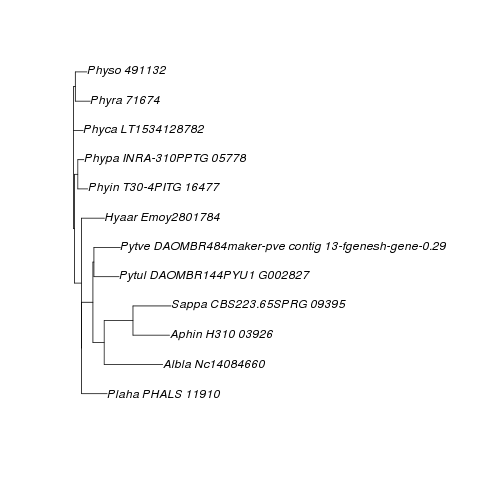 Physo 491132
Phyra 71674
Phyca LT1534128782
Phypa INRA-310PPTG 05778
Phyin T30-4PITG 16477
Hyaar Emoy2801784
Pytve DAOMBR484maker-pve contig 13-fgenesh-gene-0.29
Pytul DAOMBR144PYU1 G002827
Sappa CBS223.65SPRG 09395
Aphin H310 03926
Albla Nc14084660
Plaha PHALS 11910